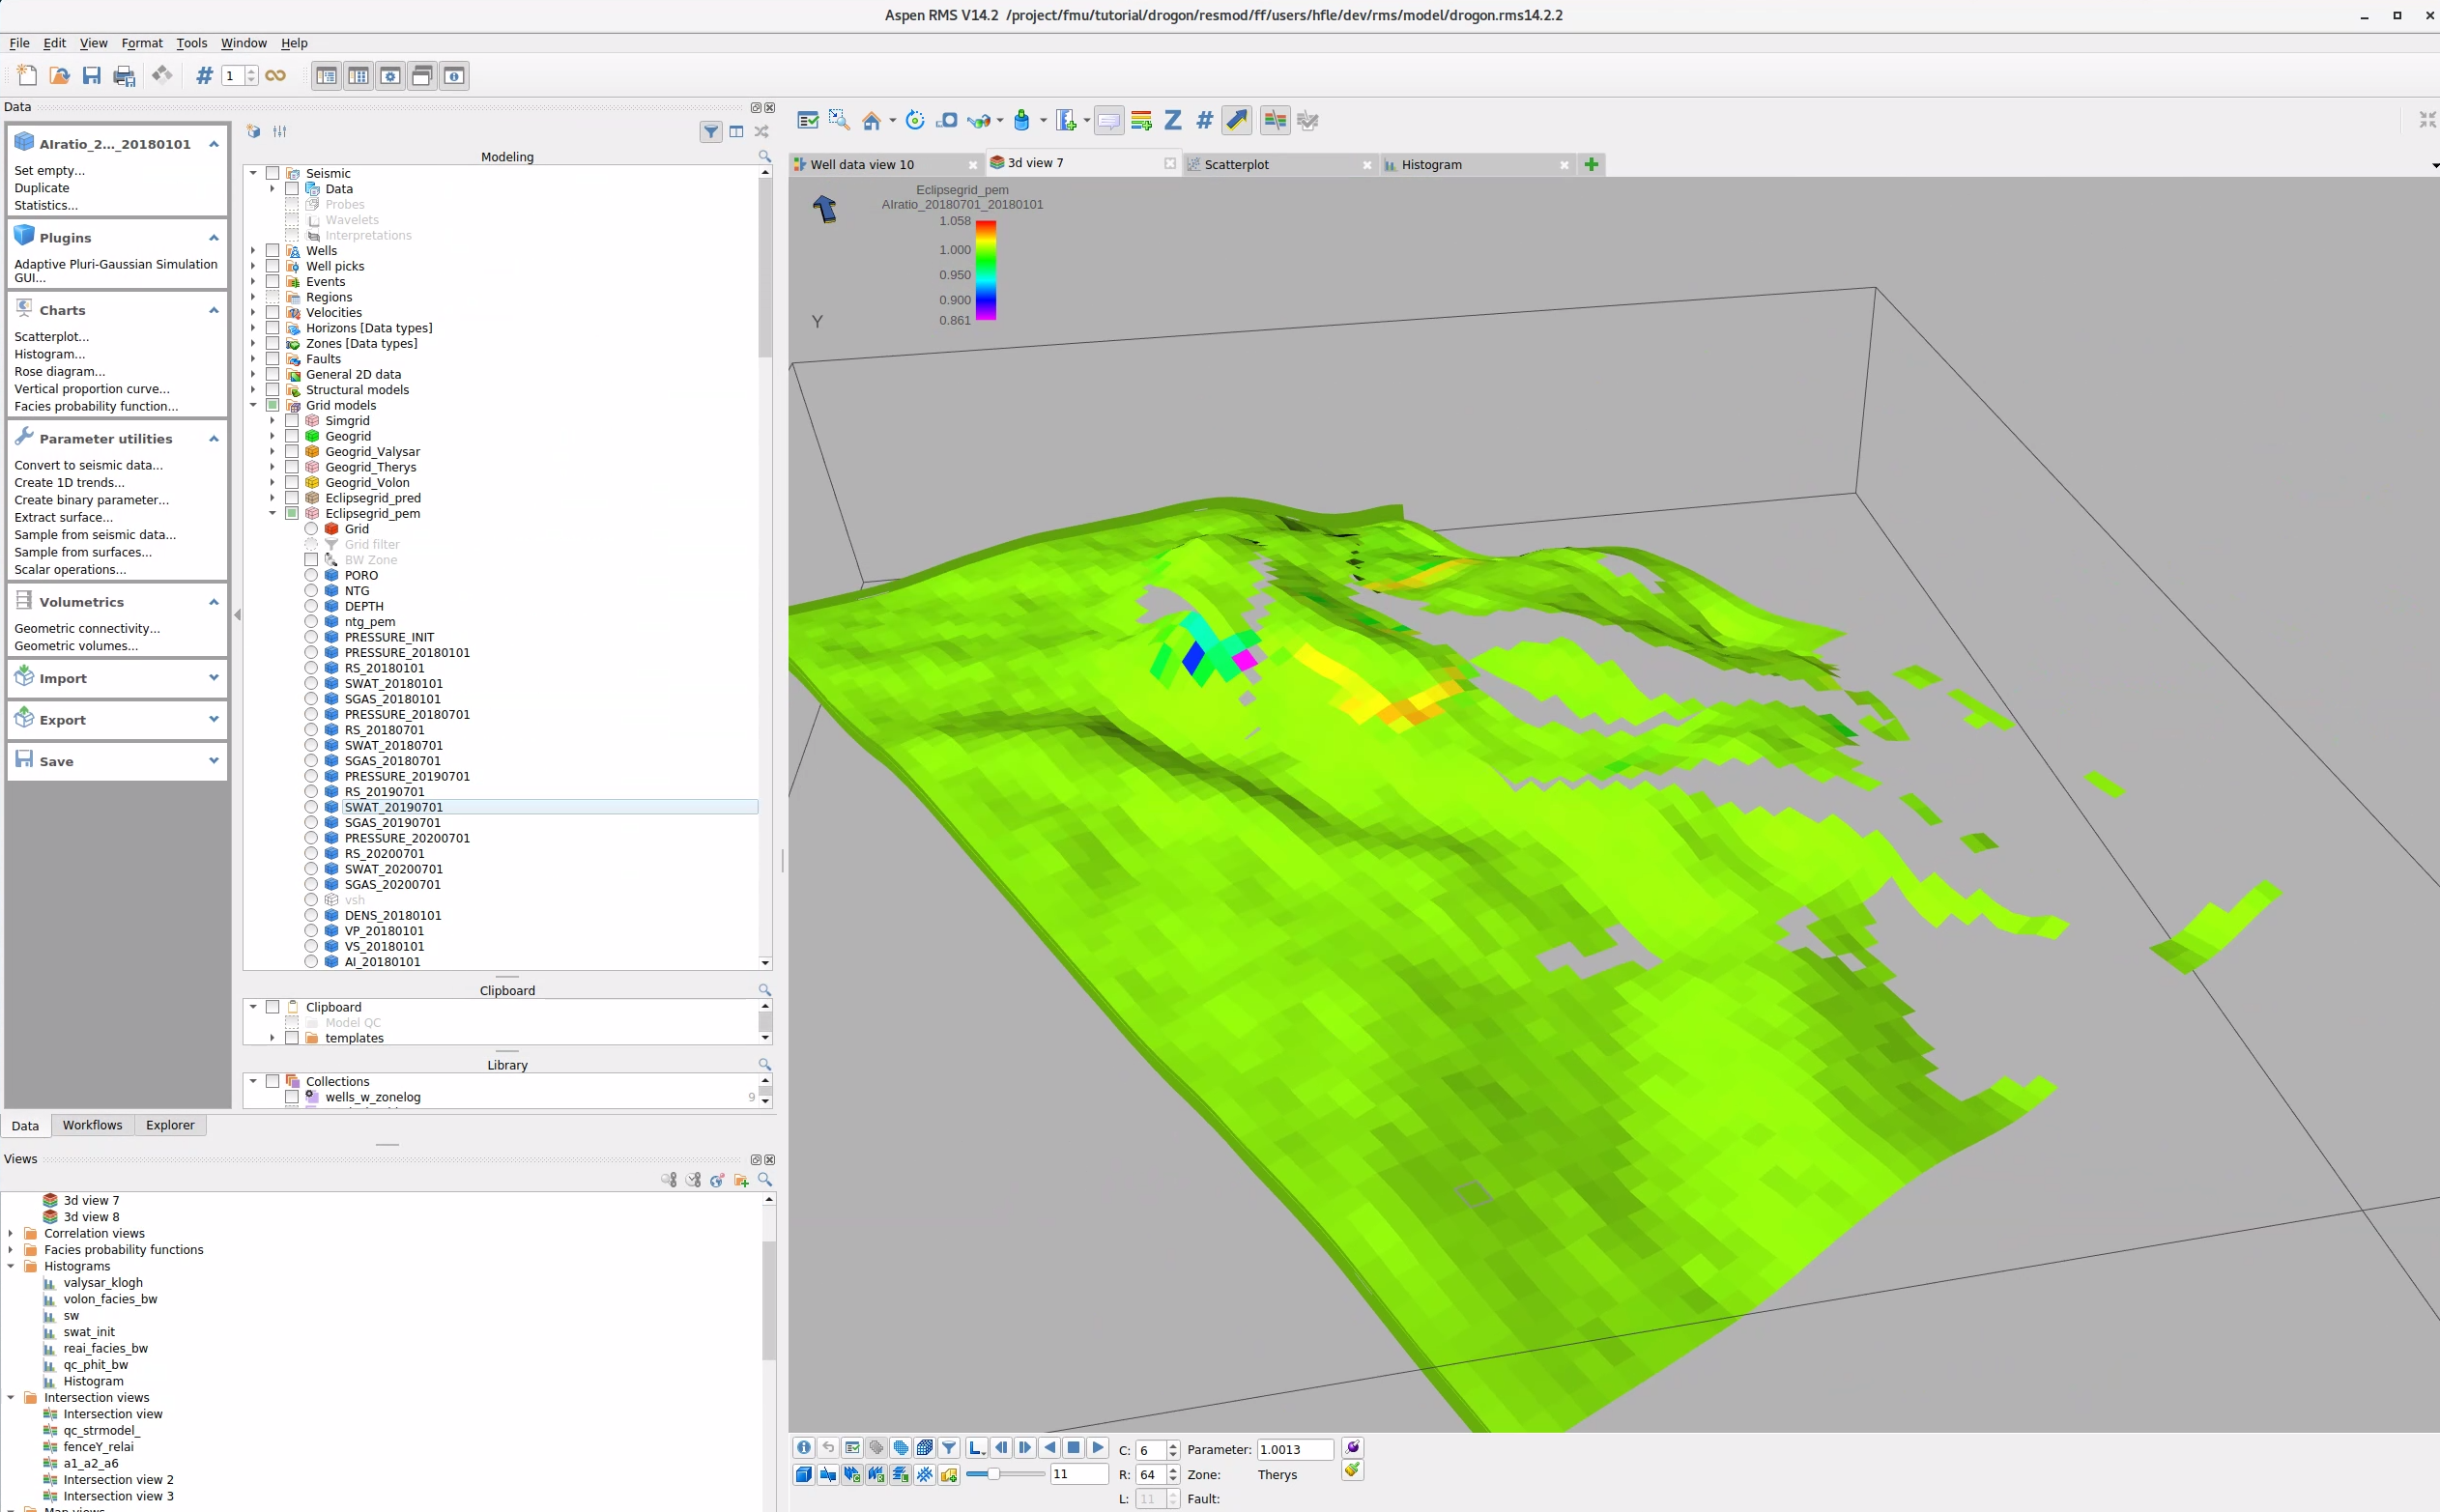 Aspen RMS V14.2 /project/fmu/tutorial/drogon/resmod/ff/users/hfle/dev/rms/model/drogon.rms14.2.2
File Edit View Format Tools Window Help
1
Data
AIratio_2..._20180101
Set empty...
Duplicate
Statistics...
Plugins
Adaptive Pluri-Gaussian Simulation
GUI...
Charts
Scatterplot...
Histogram...
Rose diagram...
Vertical proportion curve...
Facies probability function...
Parameter utilities
Convert to seismic data...
Create 1D trends...
Create binary parameter...
Extract surface...
Sample from seismic data...
Sample from surfaces...
Scalar operations...
Volumetrics
Geometric connectivity...
Geometric volumes...
Import
Export
Save
Modeling
Seismic
Data
Probes
Wavelets
Interpretations
Wells
Well picks
Events
Regions
Velocities
Horizons [Data types]
Zones [Data types]
Faults
General 2D data
Structural models
Grid models
Simgrid
Geogrid
Geogrid_Valysar
Geogrid_Therys
Geogrid_Volon
Eclipsegrid_pred
Eclipsegrid_pem
Grid
Grid filter
BW Zone
PORO
NTG
DEPTH
ntg_pem
PRESSURE_INIT
PRESSURE_20180101
RS_20180101
SWAT_20180101
SGAS_20180101
PRESSURE_20180701
RS_20180701
SWAT_20180701
SGAS_20180701
PRESSURE_20190701
RS_20190701
SWAT_20190701
SGAS_20190701
PRESSURE_20200701
RS_20200701
SWAT_20200701
SGAS_20200701
vsh
DENS_20180101
VP_20180101
VS_20180101
AI_20180101
Clipboard
Clipboard
Model QC
templates
Library
Collections
wells_w_zonelog 9
Data Workflows Explorer
Views
3d view 7
3d view 8
Correlation views
Facies probability functions
Histograms
valysar_klogh
volon_facies_bw
sw
swat_init
reai_facies_bw
qc_phit_bw
Histogram
Intersection views
Intersection view
qc_strmodel_
fenceY_relai
a1_a2_a6
Intersection view 2
Intersection view 3
Map views
Well data view 10 3d view 7 Scatterplot Histogram
Eclipsegrid_pem
AIratio_20180701_20180101
1.058
1.000
0.950
0.900
0.861
Y
C: 6 Parameter: 1.0013
11 R: 64 Zone: Therys
L: 11 Fault: